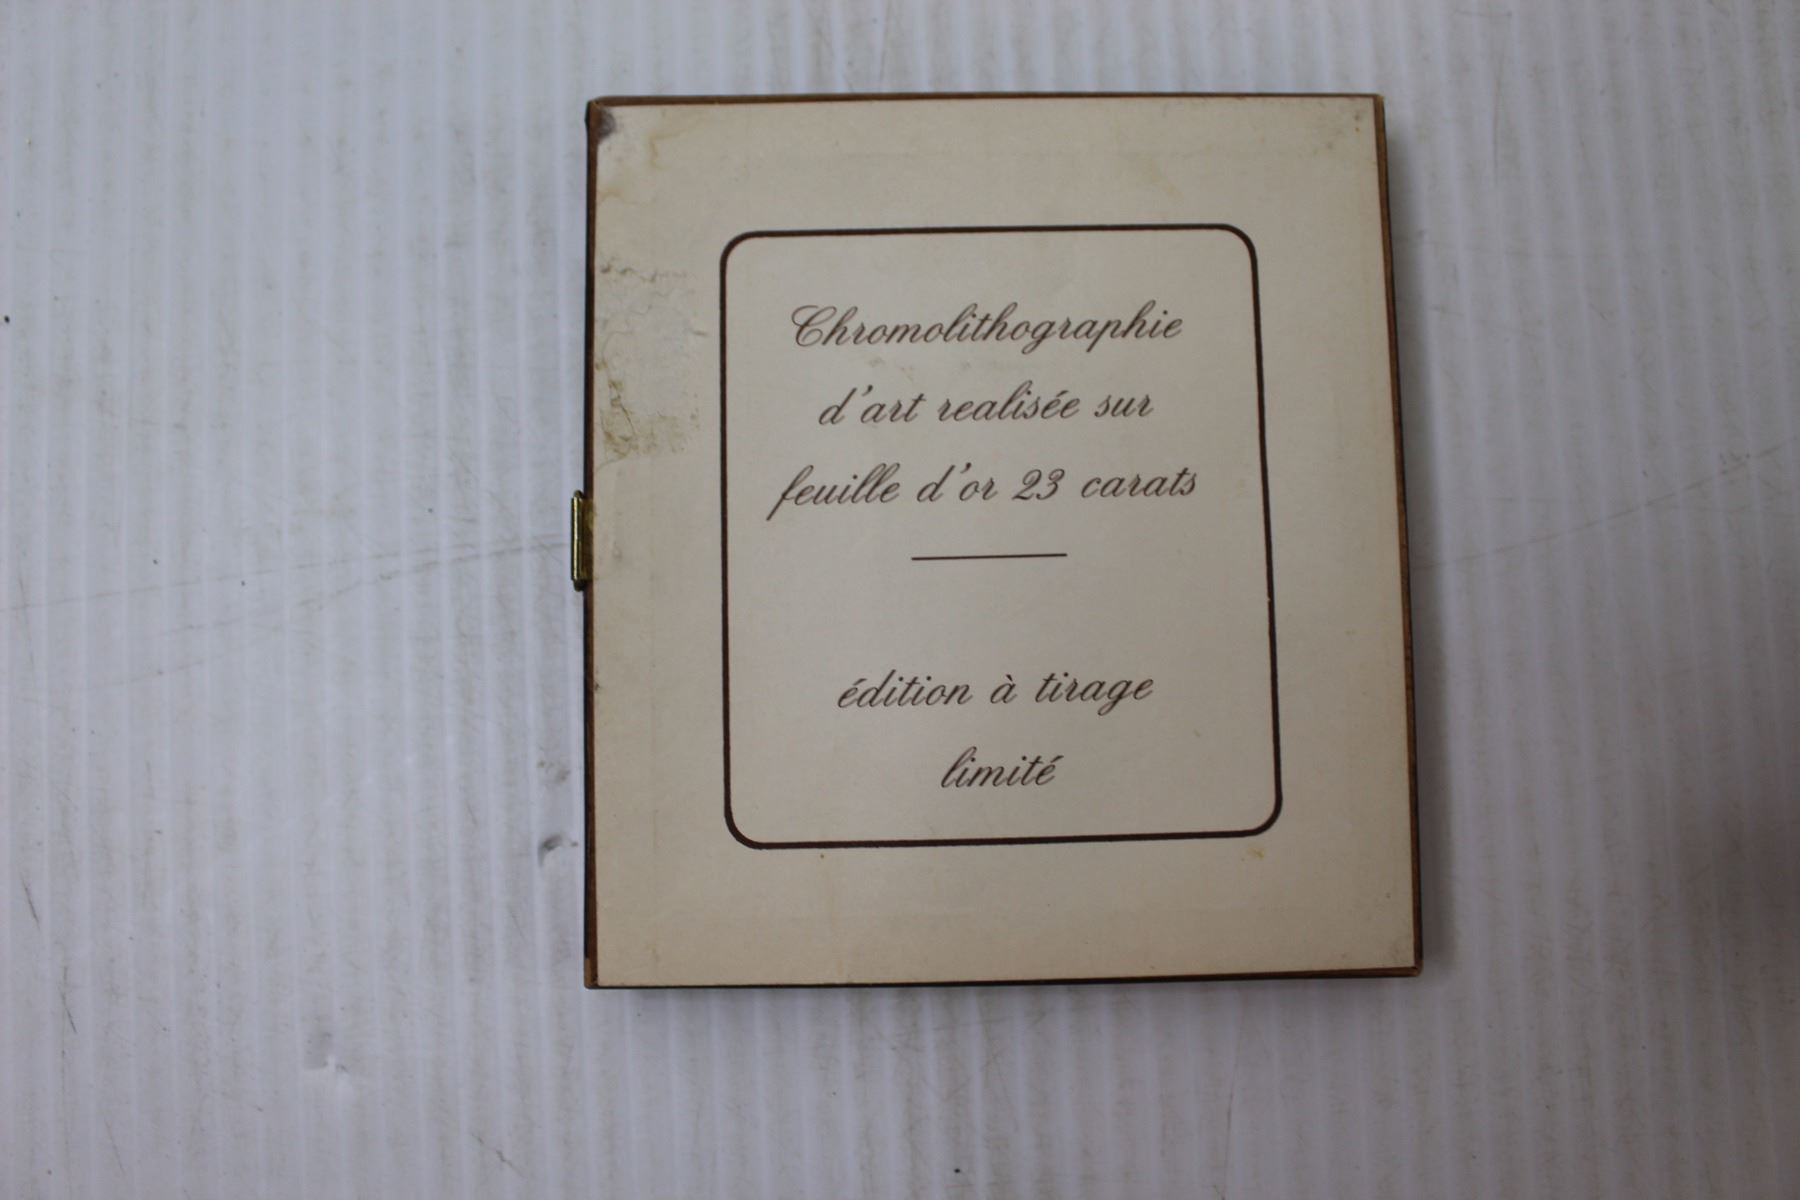 Chromolithographie
d'art realisée sur
feuille d'or 23 carats
édition à tirage
limité